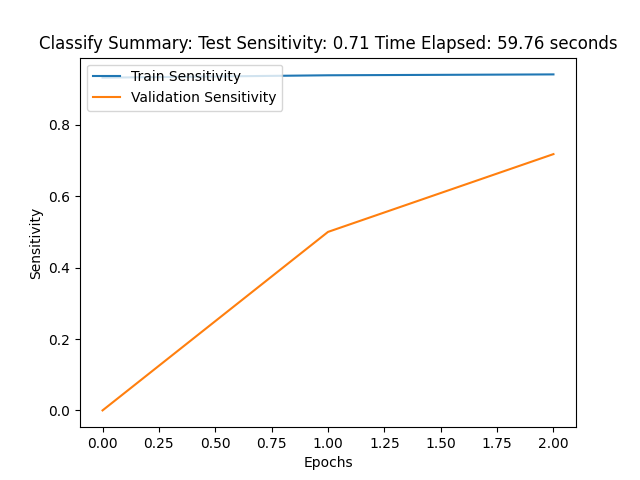 Classify Summary: Test Sensitivity: 0.71 Time Elapsed: 59.76 seconds
Train Sensitivity
Validation Sensitivity
0.8
0.6
0.4
0.2
0.0
Sensitivity
0.00 0.25 0.50 0.75 1.00 1.25 1.50 1.75 2.00
Epochs